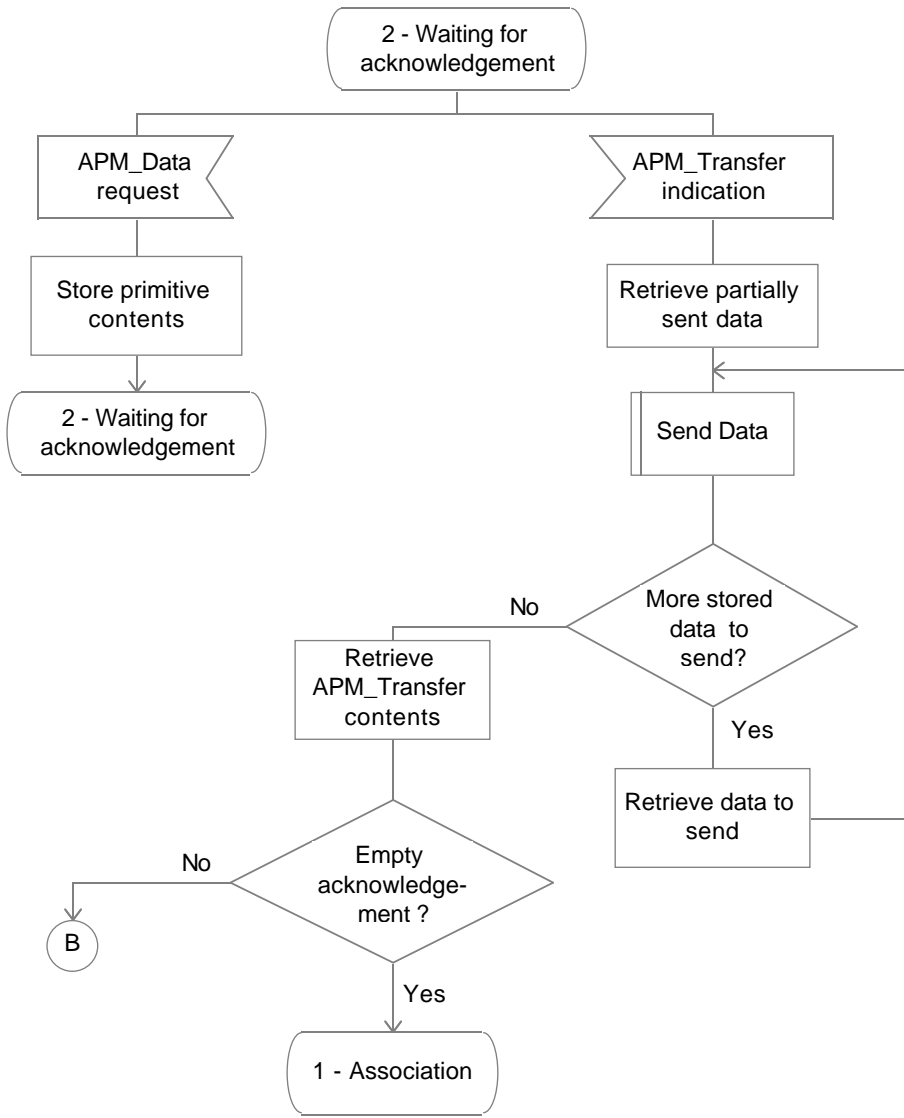 2 - Waiting for
acknowledgement
APM_Data
request
APM_Transfer
indication
Store primitive
contents
Retrieve partially
sent data
2 - Waiting for
acknowledgement
Send Data
More stored
data to
send?
No
Retrieve
APM_Transfer
contents
Yes
Retrieve data to
send
Empty
acknowledge-
ment ?
No
B
Yes
1 - Association